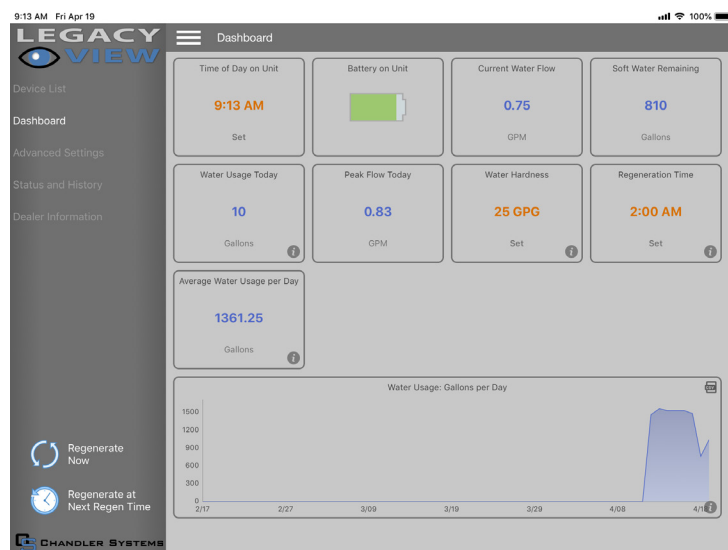 9:13 AM Fri Apr 19
100%
LEGACY
VIEW
Device List
Dashboard
Advanced Settings
Status and History
Dealer Information
Regenerate
Now
Regenerate at
Next Regen Time
CHANDLER SYSTEMS
Dashboard
Time of Day on Unit
9:13 AM
Set
Battery on Unit
Current Water Flow
0.75
GPM
Soft Water Remaining
810
Gallons
Water Usage Today
10
Gallons
Peak Flow Today
0.83
GPM
Water Hardness
25 GPG
Set
Regeneration Time
2:00 AM
Set
Average Water Usage per Day
1361.25
Gallons
Water Usage: Gallons per Day
1500
1200
900
600
300
0
2/17 2/27 3/09 3/19 3/29 4/08